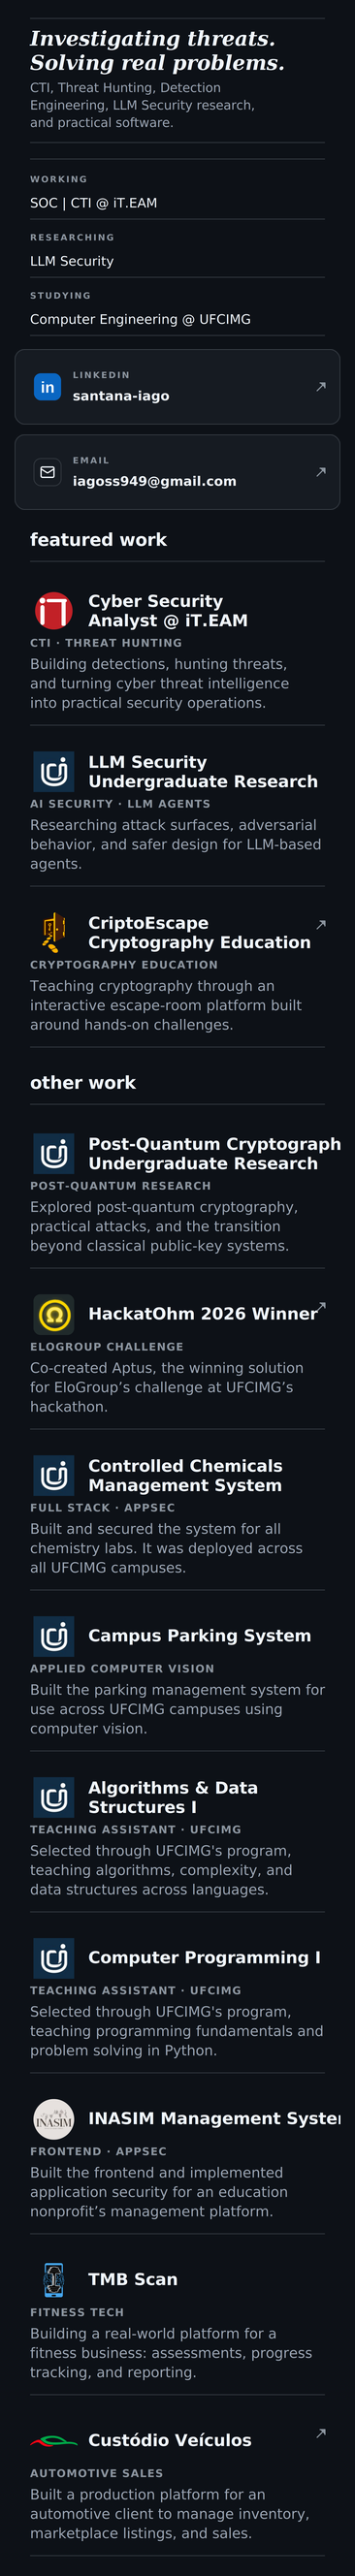 Investigating threats.
Solving real problems.
CTI, Threat Hunting, Detection
Engineering, LLM Security research,
and practical software.
WORKING
SOC | CTI @ iT.EAM
RESEARCHING
LLM Security
STUDYING
Computer Engineering @ UFCIMG
in
LINKEDIN
santana-iago
↗
EMAIL
iagoss949@gmail.com
↗
featured work
iT
Cyber Security
Analyst @ iT.EAM
CTI · THREAT HUNTING
Building detections, hunting threats,
and turning cyber threat intelligence
into practical security operations.
LLM Security
Undergraduate Research
AI SECURITY · LLM AGENTS
Researching attack surfaces, adversarial
behavior, and safer design for LLM-based
agents.
CriptoEscape
Cryptography Education
↗
CRYPTOGRAPHY EDUCATION
Teaching cryptography through an
interactive escape-room platform built
around hands-on challenges.
other work
Post-Quantum Cryptograph
Undergraduate Research
POST-QUANTUM RESEARCH
Explored post-quantum cryptography,
practical attacks, and the transition
beyond classical public-key systems.
Ω
HackatOhm 2026 Winner
↗
ELOGROUP CHALLENGE
Co-created Aptus, the winning solution
for EloGroup’s challenge at UFCIMG’s
hackathon.
Controlled Chemicals
Management System
FULL STACK · APPSEC
Built and secured the system for all
chemistry labs. It was deployed across
all UFCIMG campuses.
Campus Parking System
APPLIED COMPUTER VISION
Built the parking management system for
use across UFCIMG campuses using
computer vision.
Algorithms & Data
Structures I
TEACHING ASSISTANT · UFCIMG
Selected through UFCIMG's program,
teaching algorithms, complexity, and
data structures across languages.
Computer Programming I
TEACHING ASSISTANT · UFCIMG
Selected through UFCIMG's program,
teaching programming fundamentals and
problem solving in Python.
INASIM
INASIM Management System
FRONTEND · APPSEC
Built the frontend and implemented
application security for an education
nonprofit’s management platform.
TMB Scan
FITNESS TECH
Building a real-world platform for a
fitness business: assessments, progress
tracking, and reporting.
Custódio Veículos
↗
AUTOMOTIVE SALES
Built a production platform for an
automotive client to manage inventory,
marketplace listings, and sales.